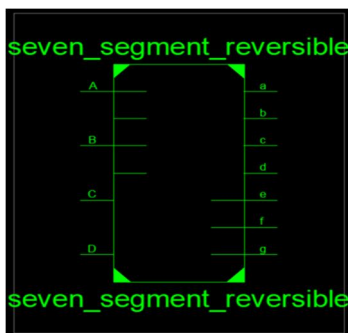 seven_segment_reversible
A a
b
B c
d
C e
f
D g
seven_segment_reversible